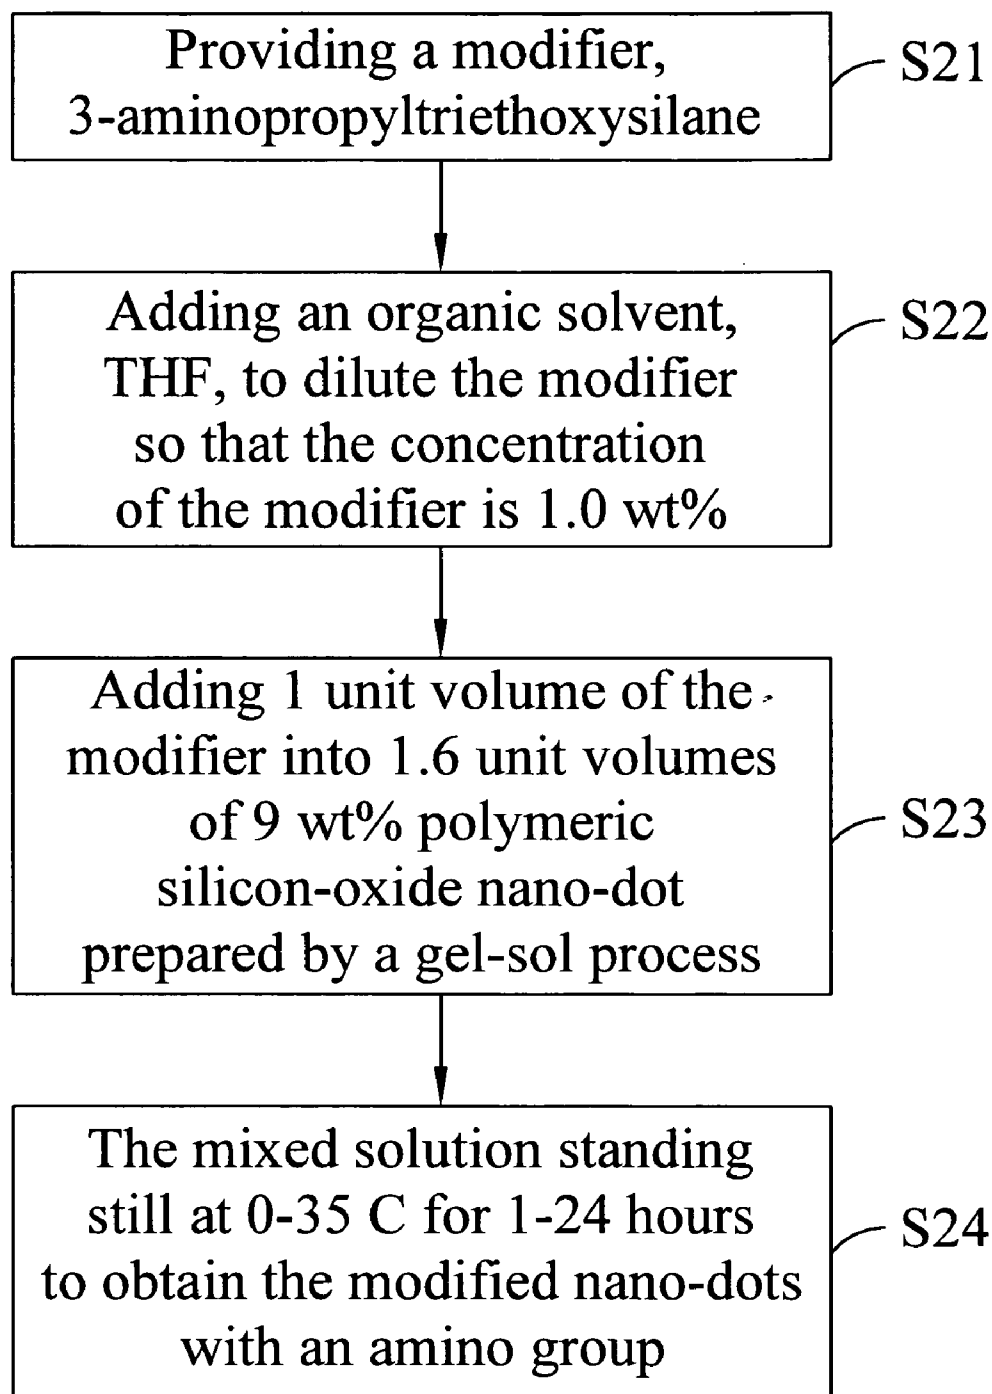 Providing a modifier,
3-aminopropyltriethoxysilane
S21
Adding an organic solvent,
THF, to dilute the modifier
so that the concentration
of the modifier is 1.0 wt%
S22
Adding 1 unit volume of the
modifier into 1.6 unit volumes
of 9 wt% polymeric
silicon-oxide nano-dot
prepared by a gel-sol process
S23
The mixed solution standing
still at 0-35 C for 1-24 hours
to obtain the modified nano-dots
with an amino group
S24